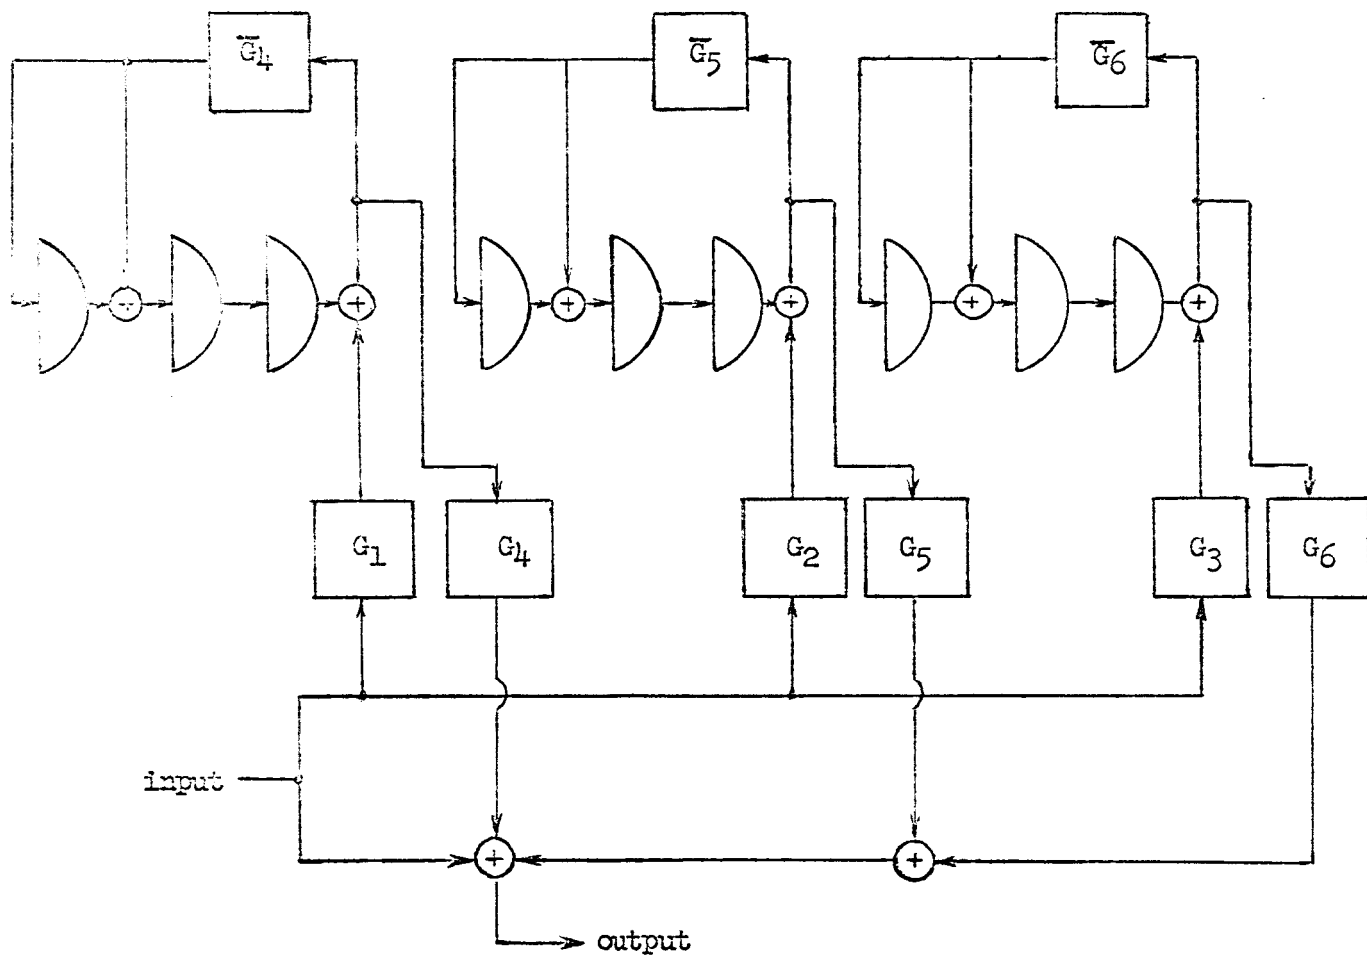 G̅4 G̅5 G̅6
+ + + + + +
G1 G4 G2 G5 G3 G6
input
+ +
output